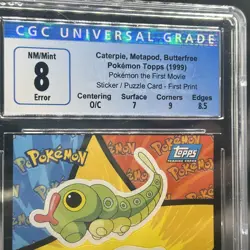 CGC UNIVERSAL GRADE
NM/Mint
8
Error
Caterpie, Metapod, Butterfree
Pokémon Topps (1999)
Pokémon the First Movie
Sticker / Puzzle Card - First Print
Centering Surface Corners Edges
O/C 7 9 8.5
POKéMON
TOPPS
POKéMON